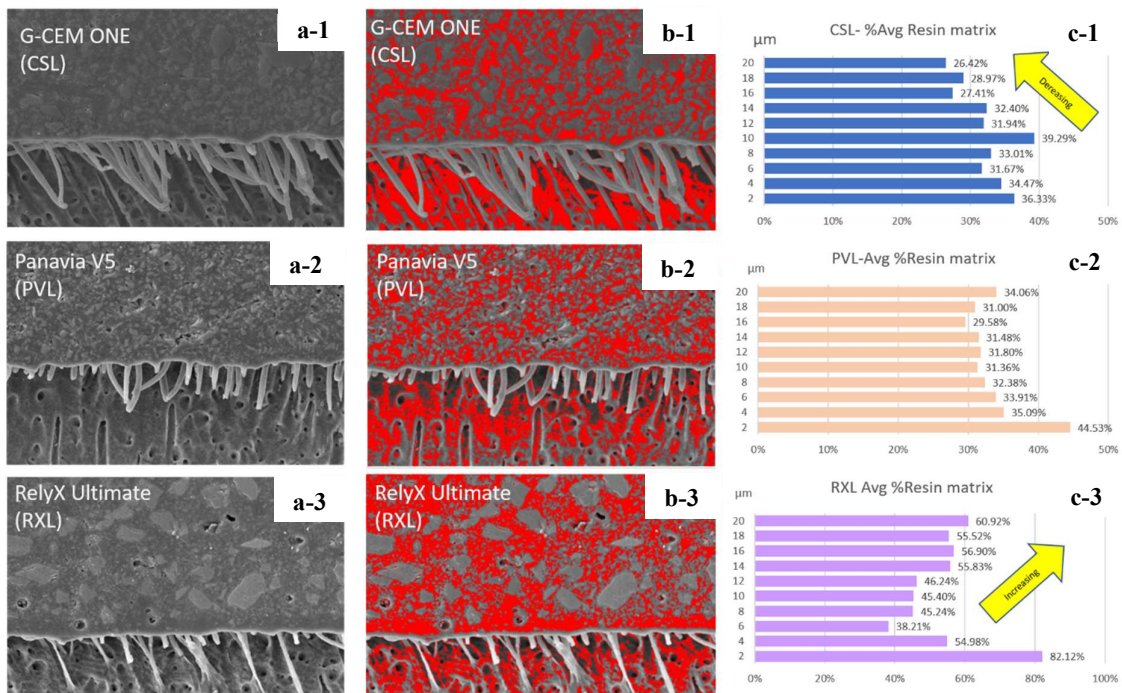 G-CEM ONE
(CSL)
a-1
G-CEM ONE
(CSL)
b-1
CSL- %Avg Resin matrix
c-1
µm
20
26.42%
18
28.97%
16
27.41%
14
32.40%
12
31.94%
10
39.29%
8
33.01%
6
31.67%
4
34.47%
2
36.33%
0%
10%
20%
30%
40%
50%
Dereasing
Panavia V5
(PVL)
a-2
Panavia V5
(PVL)
b-2
PVL-Avg %Resin matrix
c-2
µm
20
34.06%
18
31.00%
16
29.58%
14
31.48%
12
31.80%
10
31.36%
8
32.38%
6
33.91%
4
35.09%
2
44.53%
0%
10%
20%
30%
40%
50%
RelyX Ultimate
(RXL)
a-3
RelyX Ultimate
(RXL)
b-3
RXL Avg %Resin matrix
c-3
µm
20
60.92%
18
55.52%
16
56.90%
14
55.83%
12
46.24%
10
45.40%
8
45.24%
6
38.21%
4
54.98%
2
82.12%
0%
20%
40%
60%
80%
100%
Increasing